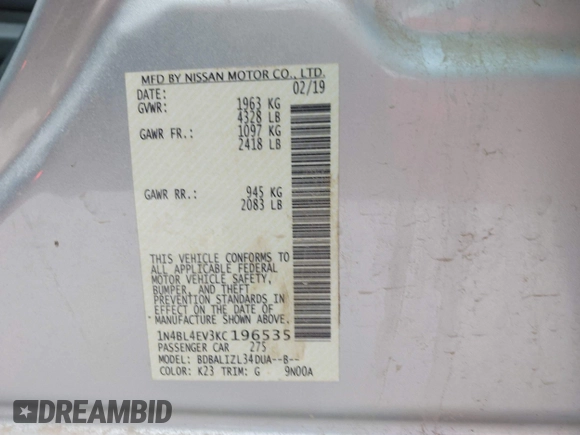 MFD BY NISSAN MOTOR CO., LTD.
DATE: 02/19
GVWR: 1963 KG
4328 LB
GAWR FR.: 1097 KG
2418 LB
GAWR RR.: 945 KG
2083 LB
THIS VEHICLE CONFORMS TO
ALL APPLICABLE FEDERAL
MOTOR VEHICLE SAFETY,
BUMPER, AND THEFT
PREVENTION STANDARDS IN
EFFECT ON THE DATE OF
MANUFACTURE SHOWN ABOVE.
1N4BL4EV3KC196535
PASSENGER CAR 275
MODEL: BDBALIZL34DUA--B--
COLOR: K23 TRIM: G 9N00A
DREAMBID